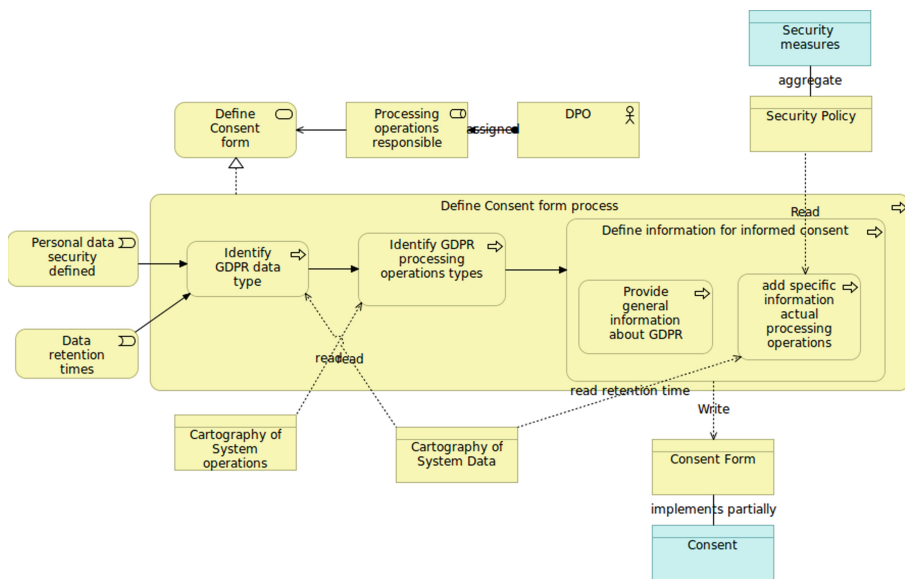 Security
measures
aggregate
Security Policy
Define
Consent
form
Processing
operations
responsible
assigned
DPO
Define Consent form process
Read
Define information for informed consent
Personal data
security
defined
Identify
GDPR data
type
Identify GDPR
processing
operations types
Provide
general
information
about GDPR
add specific
information
actual
processing
operations
Data
retention
times
read
read
read retention time
Write
Cartography of
System
operations
Cartography of
System Data
Consent Form
implements partially
Consent